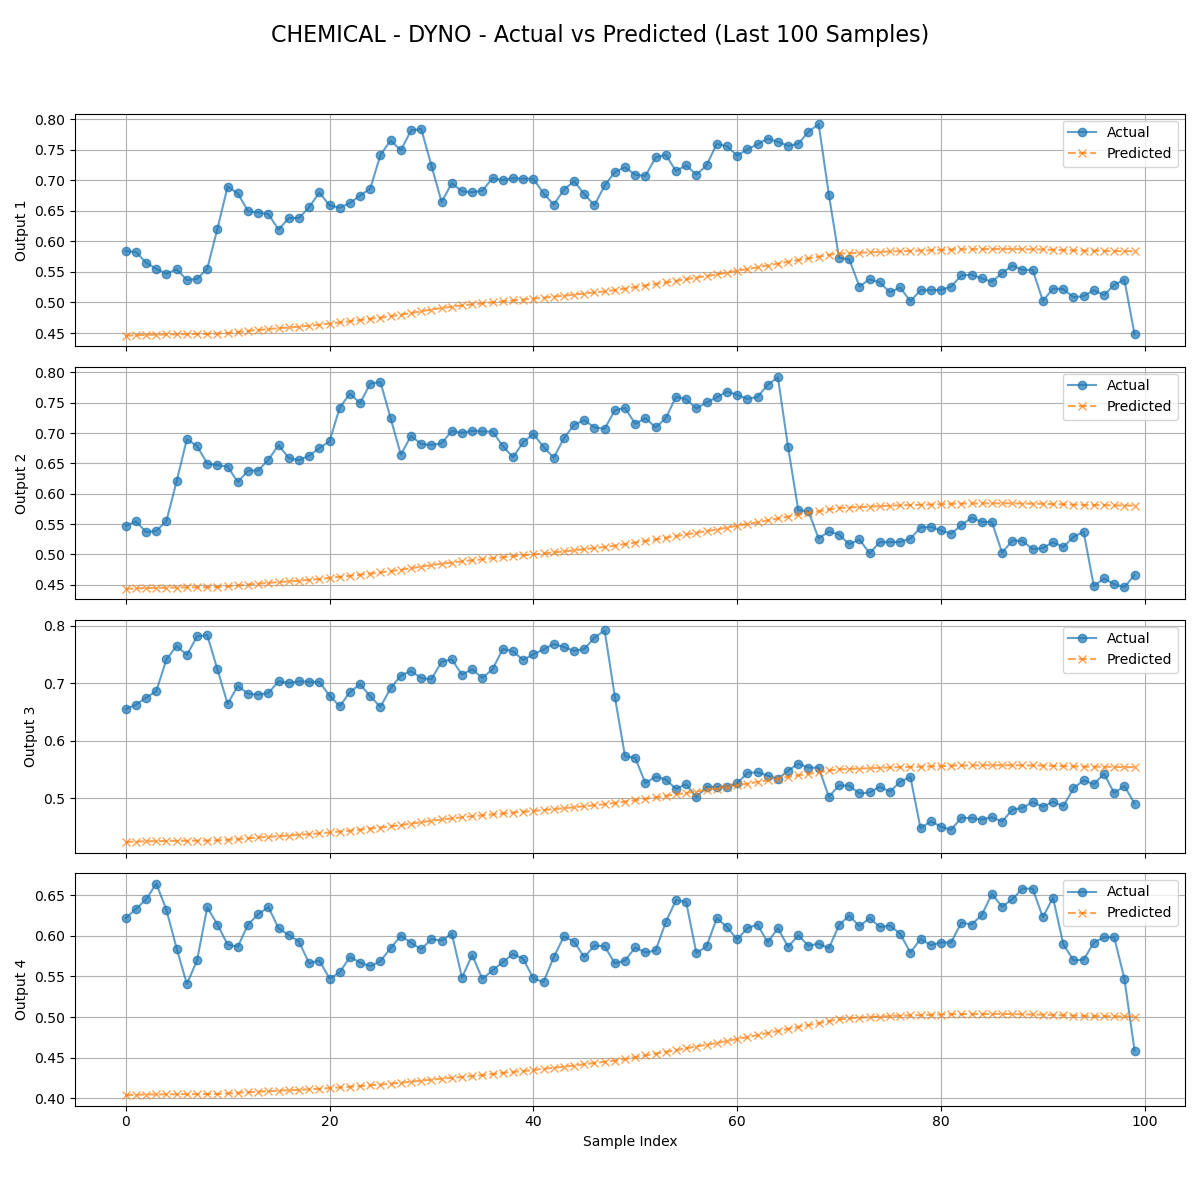 CHEMICAL - DYNO - Actual vs Predicted (Last 100 Samples)
0.80
0.75
0.70
0.65
0.60
0.55
0.50
0.45
Output 1
Actual
Predicted
0.80
0.75
0.70
0.65
0.60
0.55
0.50
0.45
Output 2
Actual
Predicted
0.8
0.7
0.6
0.5
Output 3
Actual
Predicted
0.65
0.60
0.55
0.50
0.45
0.40
Output 4
Actual
Predicted
0 20 40 60 80 100
Sample Index